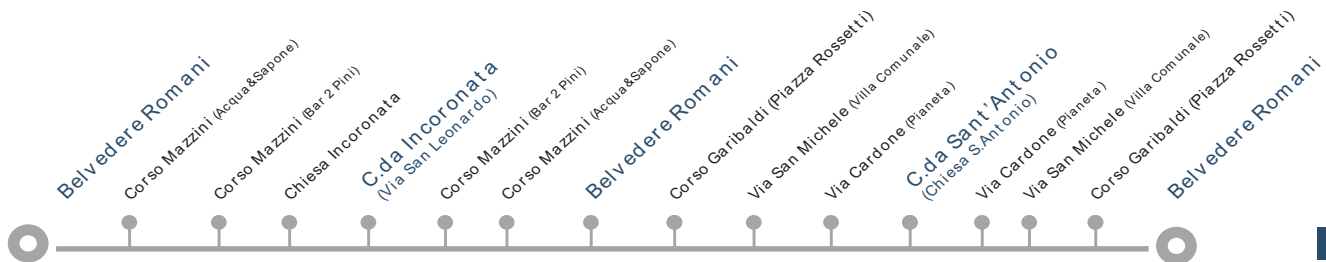 Belvedere Romani
Corso Mazzini (Acqua&Sapone)
Corso Mazzini (Bar 2 Pini)
Chiesa Incoronata
C.da Incoronata
(Via San Leonardo)
Corso Mazzini (Bar 2 Pini)
Corso Mazzini (Acqua&Sapone)
Belvedere Romani
Corso Garibaldi (Piazza Rossetti)
Via San Michele (Villa Comunale)
Via Cardone (Pianeta)
C.da Sant'Antonio
(Chiesa S.Antonio)
Via Cardone (Pianeta)
Via San Michele (Villa Comunale)
Corso Garibaldi (Piazza Rossetti)
Belvedere Romani